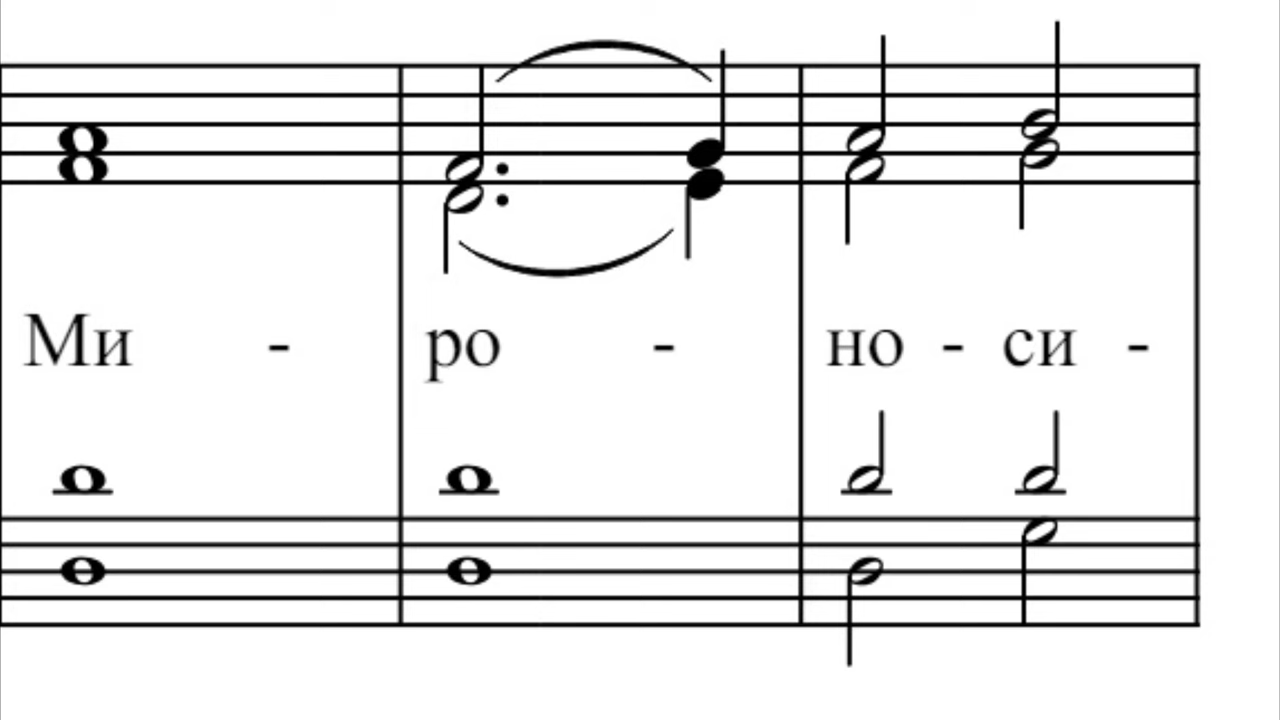 Ми - ро - но - си -